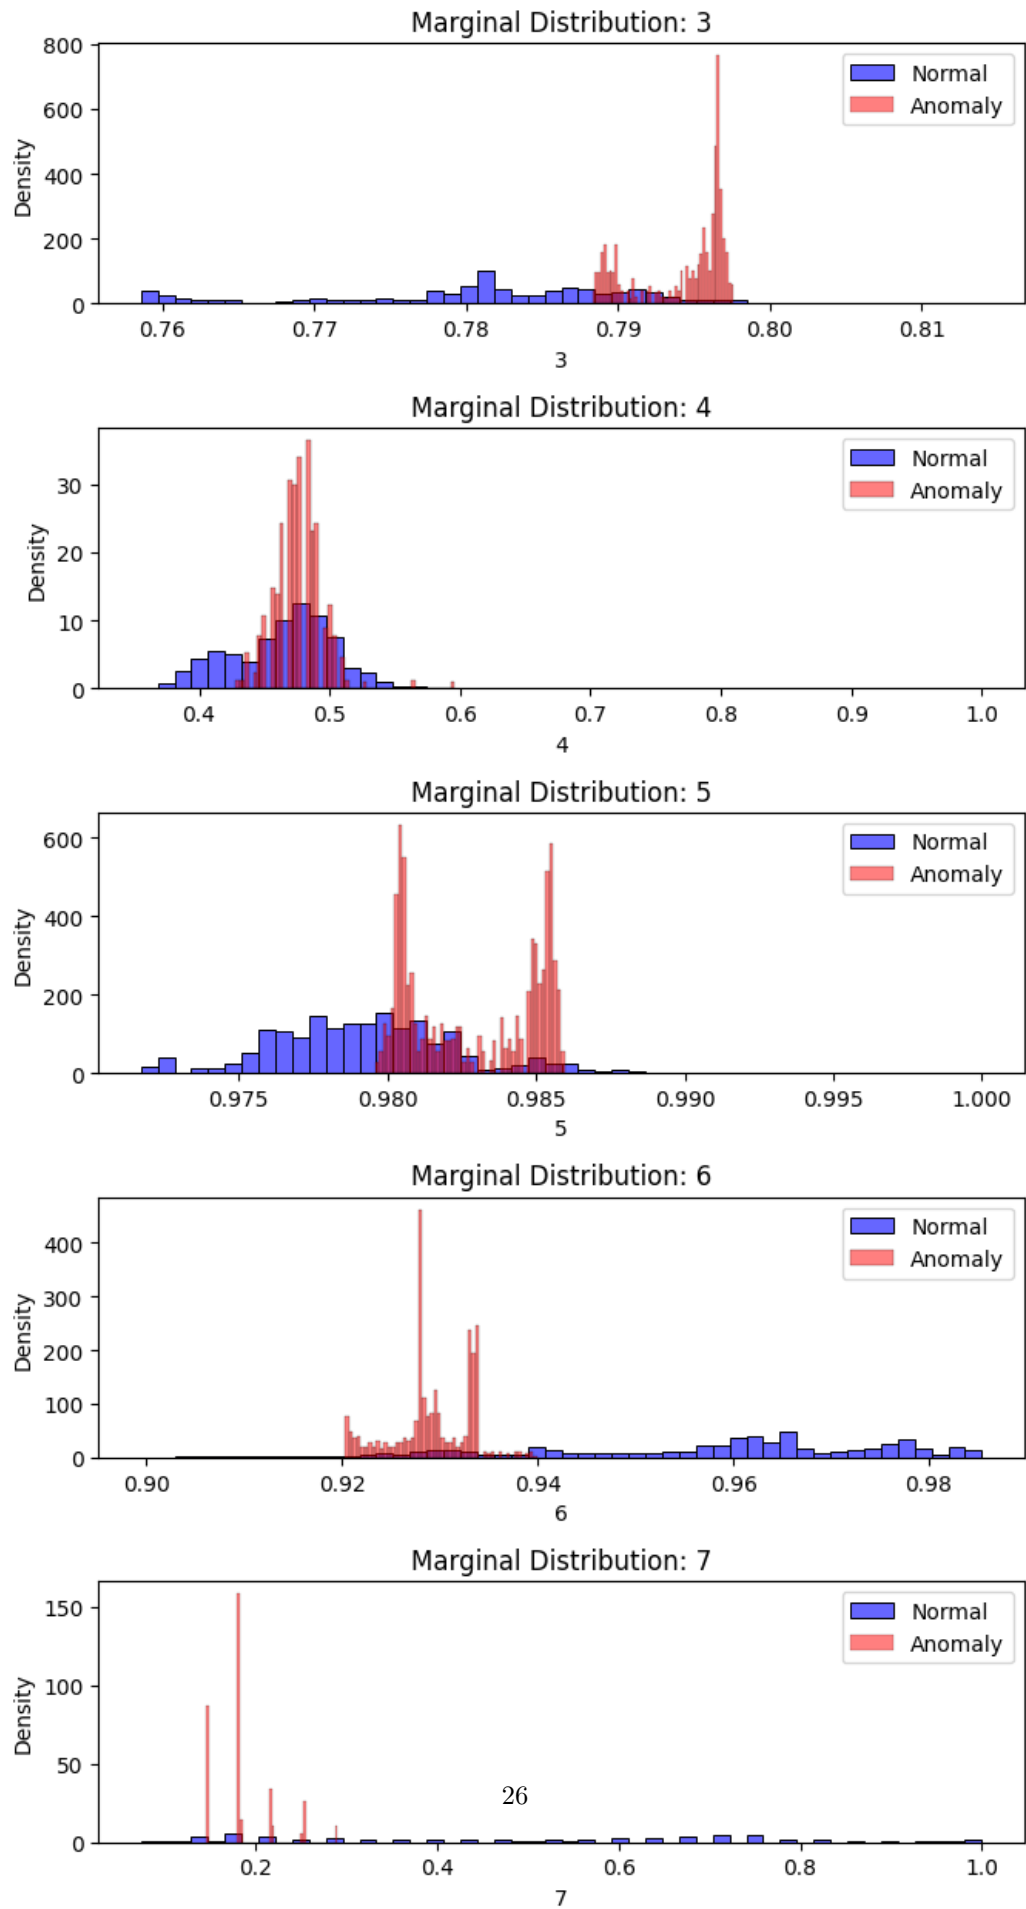 Marginal Distribution: 3
800
600
400
200
0
Density
Normal
Anomaly
0.76 0.77 0.78 0.79 0.80 0.81
3
Marginal Distribution: 4
30
20
10
0
Density
Normal
Anomaly
0.4 0.5 0.6 0.7 0.8 0.9 1.0
4
Marginal Distribution: 5
600
400
200
0
Density
Normal
Anomaly
0.975 0.980 0.985 0.990 0.995 1.000
5
Marginal Distribution: 6
400
300
200
100
0
Density
Normal
Anomaly
0.90 0.92 0.94 0.96 0.98
6
Marginal Distribution: 7
150
100
50
0
Density
Normal
Anomaly
26
0.2 0.4 0.6 0.8 1.0
7